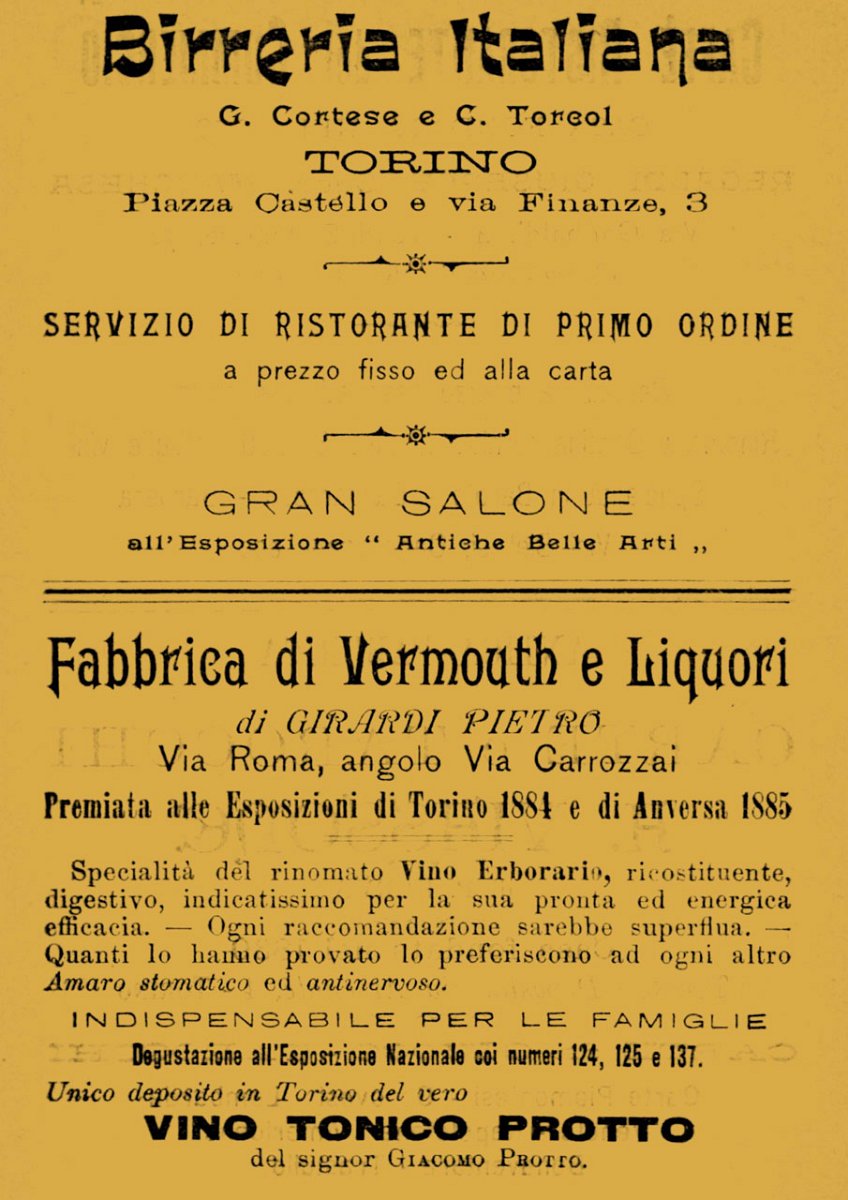 Birreria Italiana
G. Cortese e C. Torcol
TORINO
Piazza Castéllo e via Finanze, 3
SERVIZIO DI RISTORANTE DI PRIMO ORDINE
a prezzo fisso ed alla carta
GRAN SALONE
all'Esposizione “ Antiche Belle Arti „
Fabbrica di Vermouth e Liquori
di GIRARDI PIETRO
Via Roma, angolo Via Carrozzai
Premiata alle Esposizioni di Torino 1884 e di Anversa 1885
Specialità del rinomato Vino Erborario, ricostituente,
digestivo, indicatissimo per la sua pronta ed energica
efficacia. — Ogni raccomandazione sarebbe superflua. —
Quanti lo hanno provato lo preferiscono ad ogni altro
Amaro stomatico ed antinervoso.
INDISPENSABILE PER LE FAMIGLIE
Degustazione all'Esposizione Nazionale coi numeri 124, 125 e 137.
Unico deposito in Torino del vero
VINO TONICO PROTTO
del signor GIACOMO PROTTO.